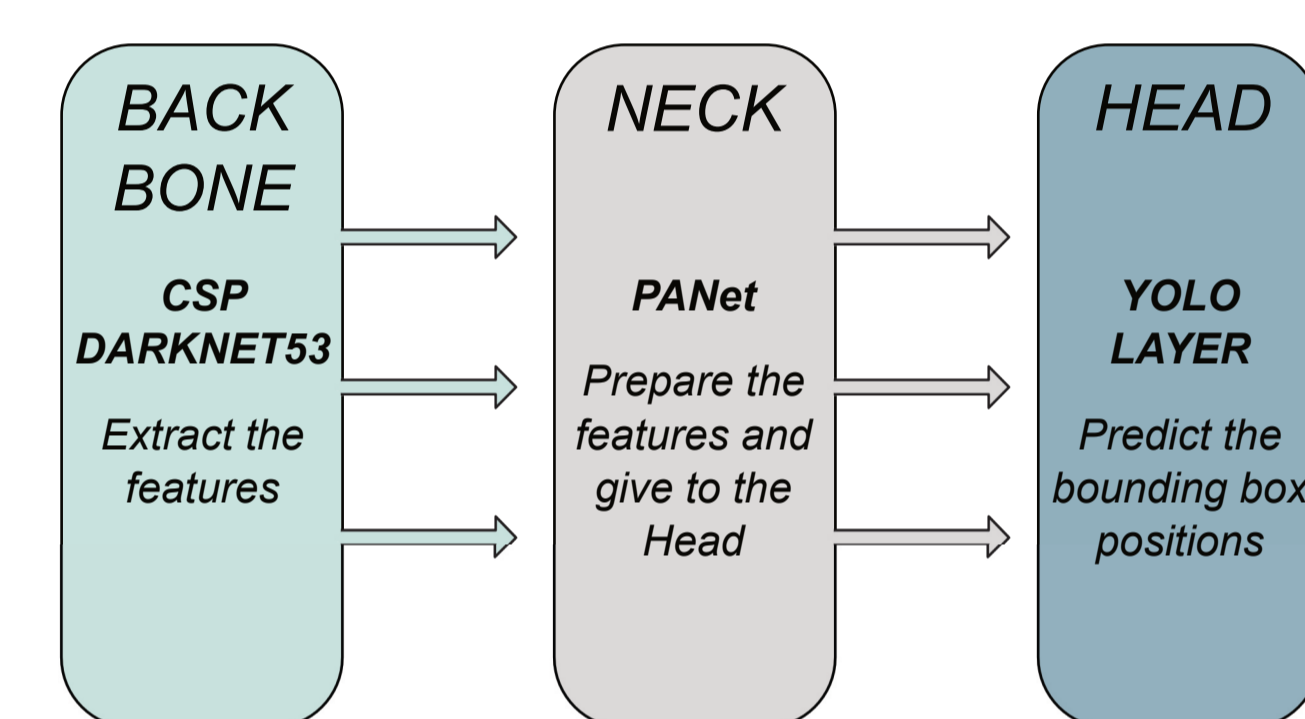 BACK
BONE
CSP
DARKNET53
Extract the
features
NECK
PANet
Prepare the
features and
give to the
Head
HEAD
YOLO
LAYER
Predict the
bounding box
positions